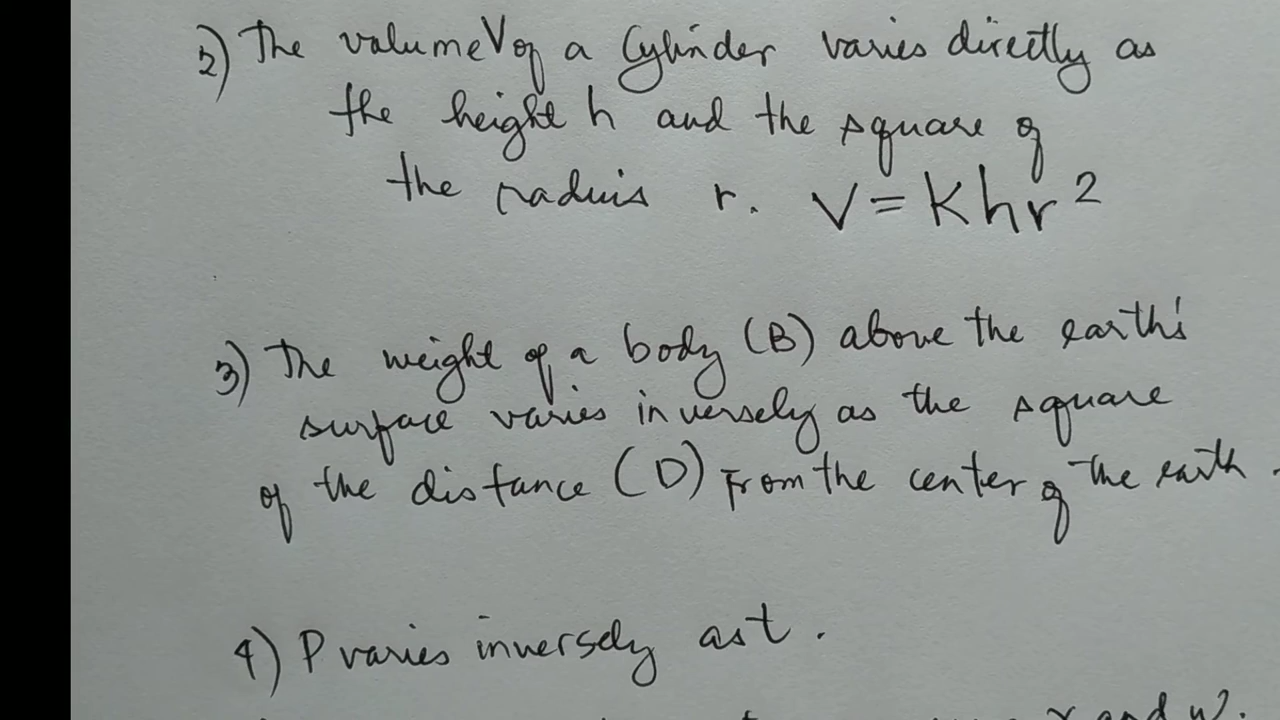 2) The volume V of a Cylinder varies directly as
the height h and the square of
the raduis r. V = Khr²
3) The weight of a body (B) above the earth's
surface varies inversely as the square
of the distance (D) From the center of the earth.
4) P varies inversely as t.
x and w?.